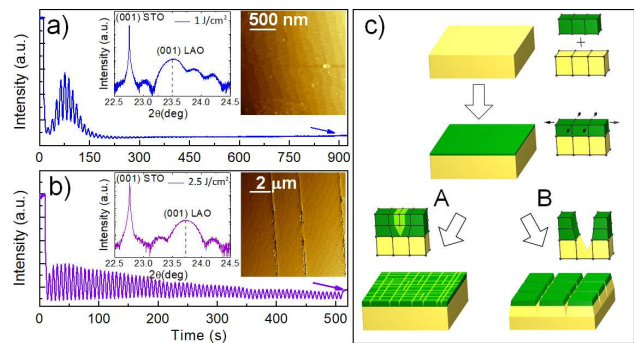 a)
Intensity (a.u.)
(001) STO
1 J/cm²
(001) LAO
Intensity (a.u.)
22.5 23.0 23.5 24.0 24.5
2θ(deg)
500 nm
0 150 300 450 600 750 900
b)
Intensity (a.u.)
(001) STO
2.5 J/cm²
(001) LAO
Intensity (a.u.)
22.5 23.0 23.5 24.0 24.5
2θ(deg)
2 µm
0 100 200 300 400 500
Time (s)
c)
+
A
B